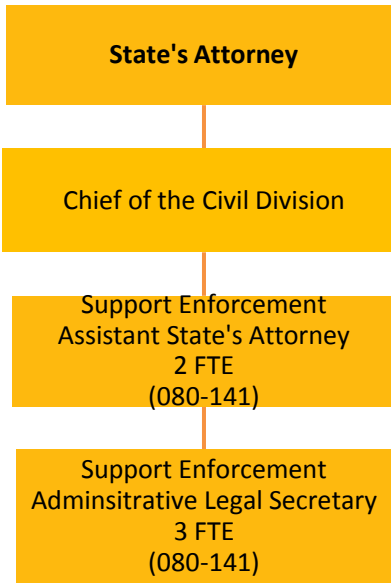 State's Attorney
Chief of the Civil Division
Support Enforcement
Assistant State's Attorney
2 FTE
(080-141)
Support Enforcement
Adminsitrative Legal Secretary
3 FTE
(080-141)